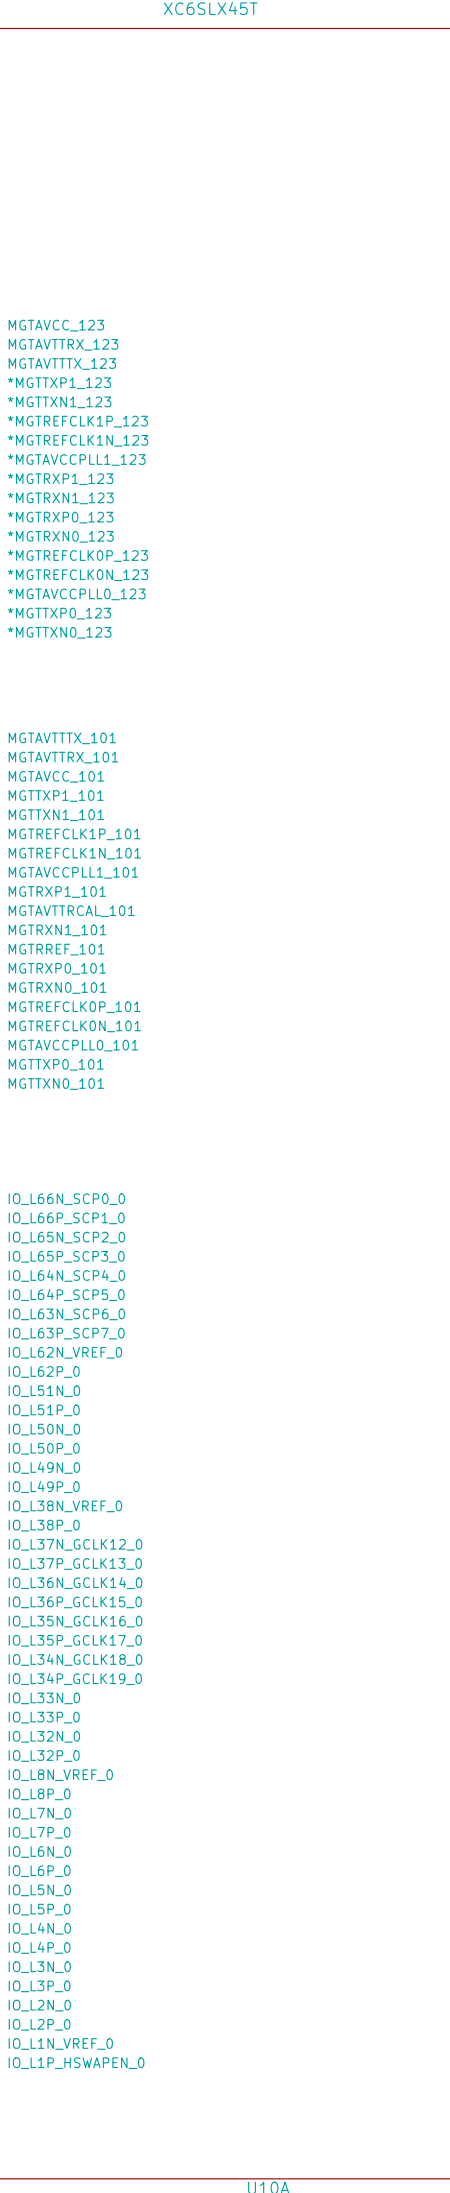 XC6SLX45T
MGTAVCC_123
MGTAVTTRX_123
MGTAVTTTX_123
*MGTTXP1_123
*MGTTXN1_123
*MGTREFCLK1P_123
*MGTREFCLK1N_123
*MGTAVCCPLL1_123
*MGTRXP1_123
*MGTRXN1_123
*MGTRXP0_123
*MGTRXN0_123
*MGTREFCLK0P_123
*MGTREFCLK0N_123
*MGTAVCCPLL0_123
*MGTTXP0_123
*MGTTXN0_123
MGTAVTTTX_101
MGTAVTTRX_101
MGTAVCC_101
MGTTXP1_101
MGTTXN1_101
MGTREFCLK1P_101
MGTREFCLK1N_101
MGTAVCCPLL1_101
MGTRXP1_101
MGTAVTTRCAL_101
MGTRXN1_101
MGTRREF_101
MGTRXP0_101
MGTRXN0_101
MGTREFCLK0P_101
MGTREFCLK0N_101
MGTAVCCPLL0_101
MGTTXP0_101
MGTTXN0_101
IO_L66N_SCP0_0
IO_L66P_SCP1_0
IO_L65N_SCP2_0
IO_L65P_SCP3_0
IO_L64N_SCP4_0
IO_L64P_SCP5_0
IO_L63N_SCP6_0
IO_L63P_SCP7_0
IO_L62N_VREF_0
IO_L62P_0
IO_L51N_0
IO_L51P_0
IO_L50N_0
IO_L50P_0
IO_L49N_0
IO_L49P_0
IO_L38N_VREF_0
IO_L38P_0
IO_L37N_GCLK12_0
IO_L37P_GCLK13_0
IO_L36N_GCLK14_0
IO_L36P_GCLK15_0
IO_L35N_GCLK16_0
IO_L35P_GCLK17_0
IO_L34N_GCLK18_0
IO_L34P_GCLK19_0
IO_L33N_0
IO_L33P_0
IO_L32N_0
IO_L32P_0
IO_L8N_VREF_0
IO_L8P_0
IO_L7N_0
IO_L7P_0
IO_L6N_0
IO_L6P_0
IO_L5N_0
IO_L5P_0
IO_L4N_0
IO_L4P_0
IO_L3N_0
IO_L3P_0
IO_L2N_0
IO_L2P_0
IO_L1N_VREF_0
IO_L1P_HSWAPEN_0
U10A